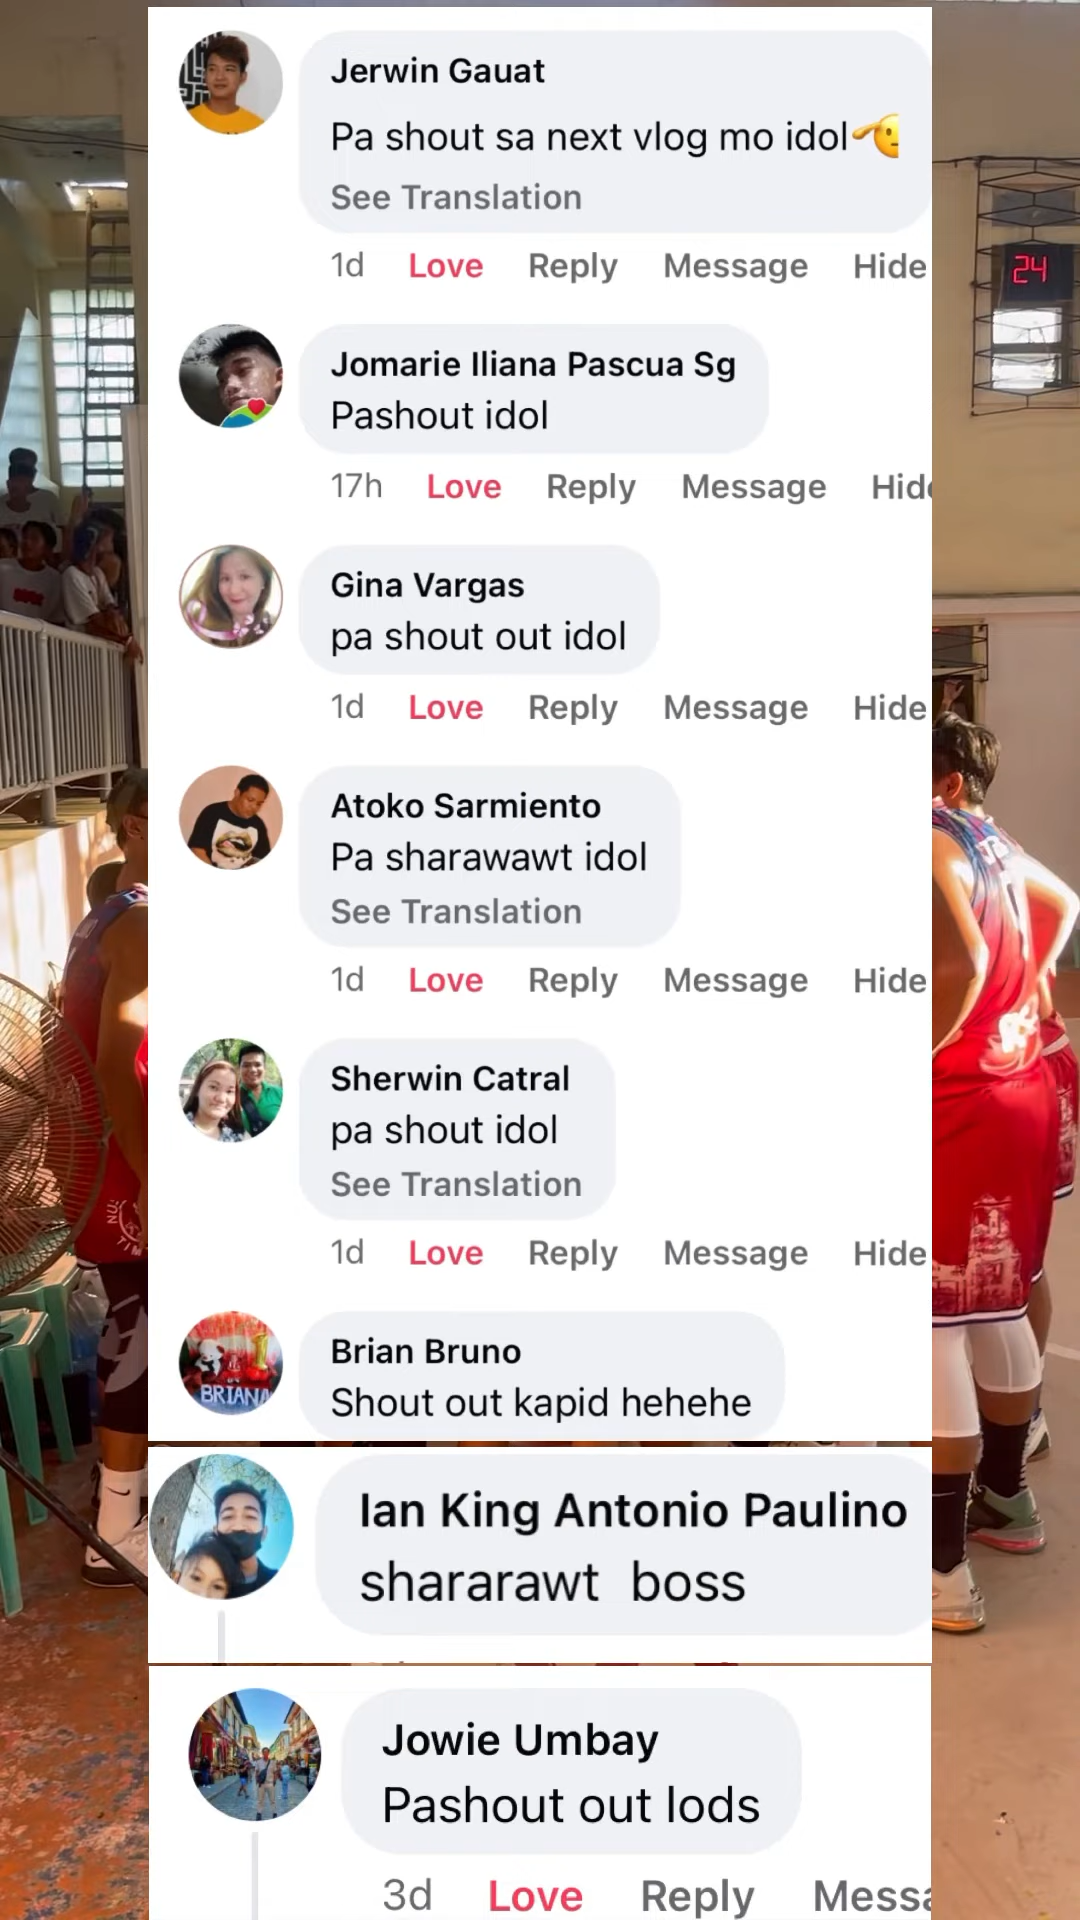 Jerwin Gauat
Pa shout sa next vlog mo idol🫡
See Translation
1d Love Reply Message Hide
24
Jomarie Iliana Pascua Sg
Pashout idol
17h Love Reply Message Hide
Gina Vargas
pa shout out idol
1d Love Reply Message Hide
Atoko Sarmiento
Pa sharawawt idol
See Translation
1d Love Reply Message Hide
Sherwin Catral
pa shout idol
See Translation
1d Love Reply Message Hide
Brian Bruno
Shout out kapid hehehe
BRIANA
Ian King Antonio Paulino
shararawt boss
Jowie Umbay
Pashout out lods
3d Love Reply Messa